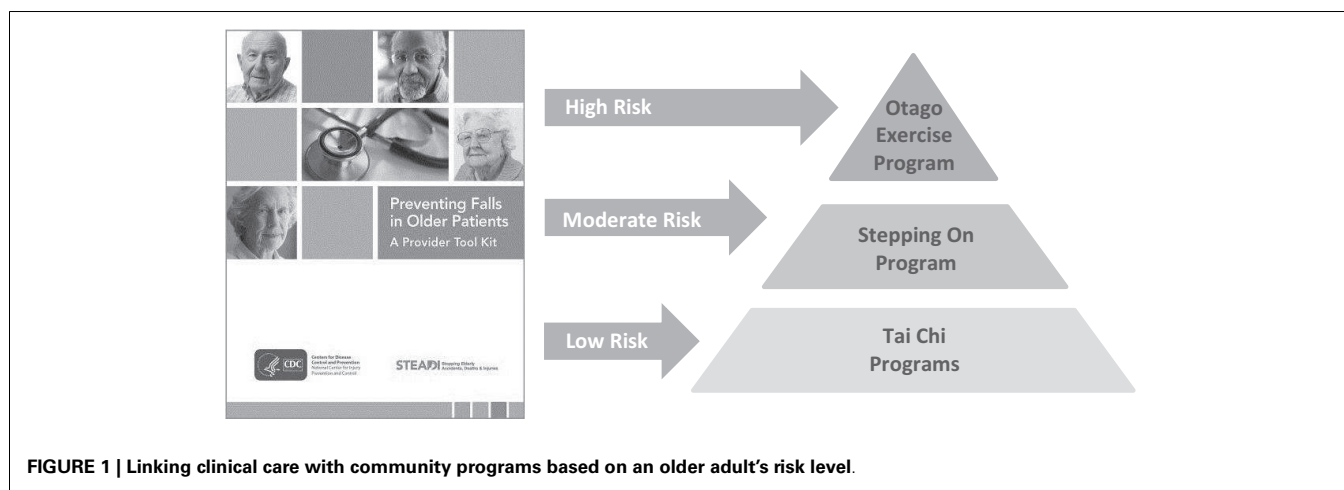 Preventing Falls
in Older Patients
A Provider Tool Kit
CDC
Centers for Disease
Control and Prevention
National Center for Injury
Prevention and Control
STEADI Stopping Elderly
Accidents, Deaths & Injuries
High Risk
Moderate Risk
Low Risk
Otago
Exercise
Program
Stepping On
Program
Tai Chi
Programs
FIGURE 1 | Linking clinical care with community programs based on an older adult's risk level.